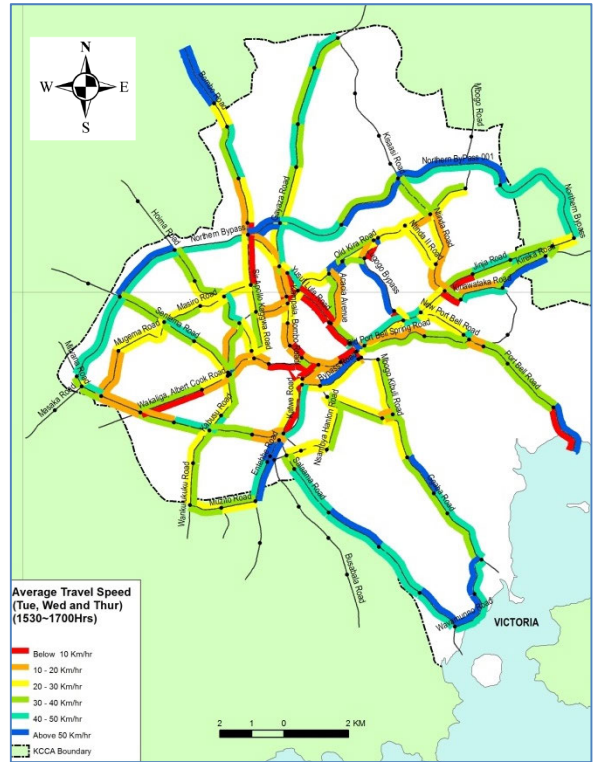 N
W
E
S
Bombo Road
Gayaza Road
Kisaasi Road
Mbogo Road
Northern ByPass 001
Northern Bypass
Hoima Road
Northern Bypass
Old Kira Road
Ntinda II Road
Acacia Avenue
Jinja Road
Kireka Road
Masiro Road
Sentema Road
Mugema Road
New Port Bell Road
Port Bell Spring Road
Port Bell Road
Masaka Road
Wakaliga, Albert Cook Road
Kabusu Road
Katwe Road
Mbogo Kibuli Road
Nsambya Hanlon Road
Wankulukuku Road
Entebbe Road
Salaama Road
Ggaba Road
Busabala Road
VICTORIA
Average Travel Speed
(Tue, Wed and Thur)
(1530~1700Hrs)
Below 10 Km/hr
10 - 20 Km/hr
20 - 30 Km/hr
30 - 40 Km/hr
40 - 50 Km/hr
Above 50 Km/hr
KCCA Boundary
2 1 0 2 KM